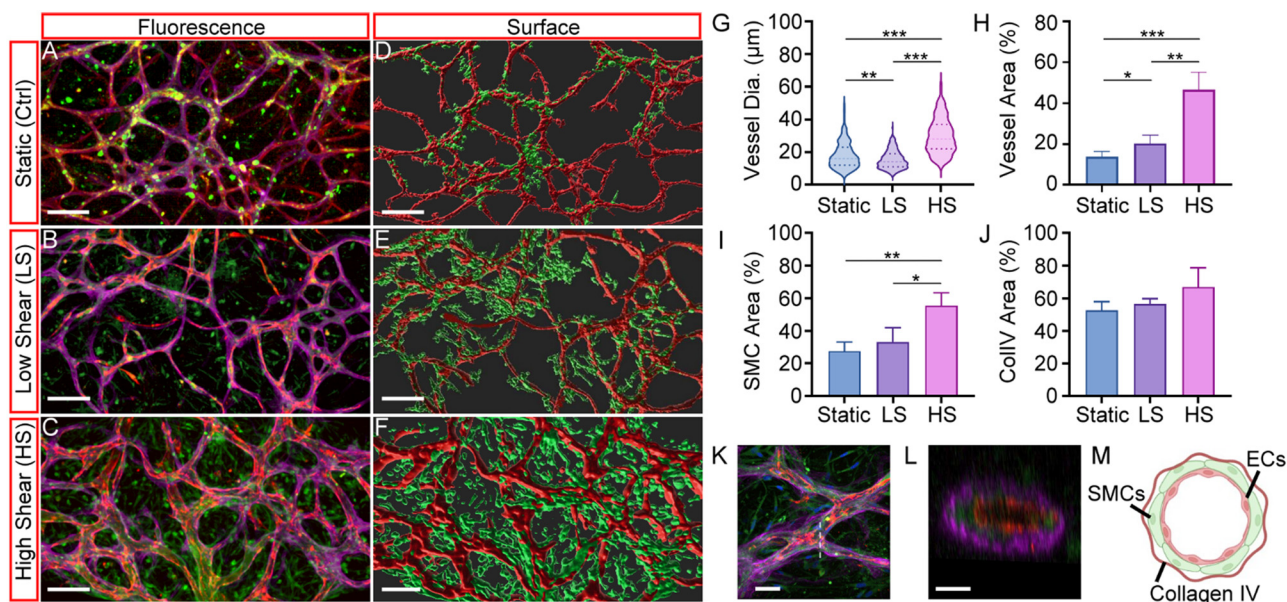 Fluorescence
Surface
Static (Ctrl)
A
D
Low Shear (LS)
B
E
High Shear (HS)
C
F
G
Vessel Dia. (µm)
100
80
60
40
20
0
***
**
***
Static
LS
HS
H
Vessel Area (%)
80
60
40
20
0
***
*
**
Static
LS
HS
I
SMC Area (%)
100
80
60
40
20
0
**
*
Static
LS
HS
J
ColIV Area (%)
100
80
60
40
20
0
Static
LS
HS
K
L
M
ECs
SMCs
Collagen IV